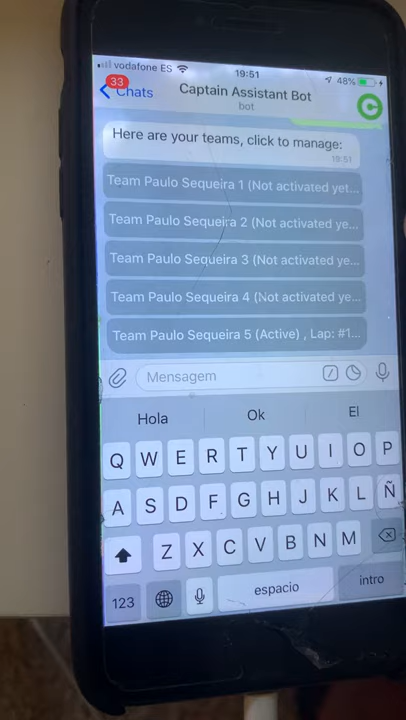 vodafone ES 19:51 48%
33
Chats Captain Assistant Bot
bot
Here are your teams, click to manage:
19:51
Team Paulo Sequeira 1 (Not activated yet...
Team Paulo Sequeira 2 (Not activated ye...
Team Paulo Sequeira 3 (Not activated ye...
Team Paulo Sequeira 4 (Not activated ye...
Team Paulo Sequeira 5 (Active) , Lap: #1...
Mensagem
Hola Ok El
Q W E R T Y U I O P
A S D F G H J K L Ñ
Z X C V B N M
123 espacio intro